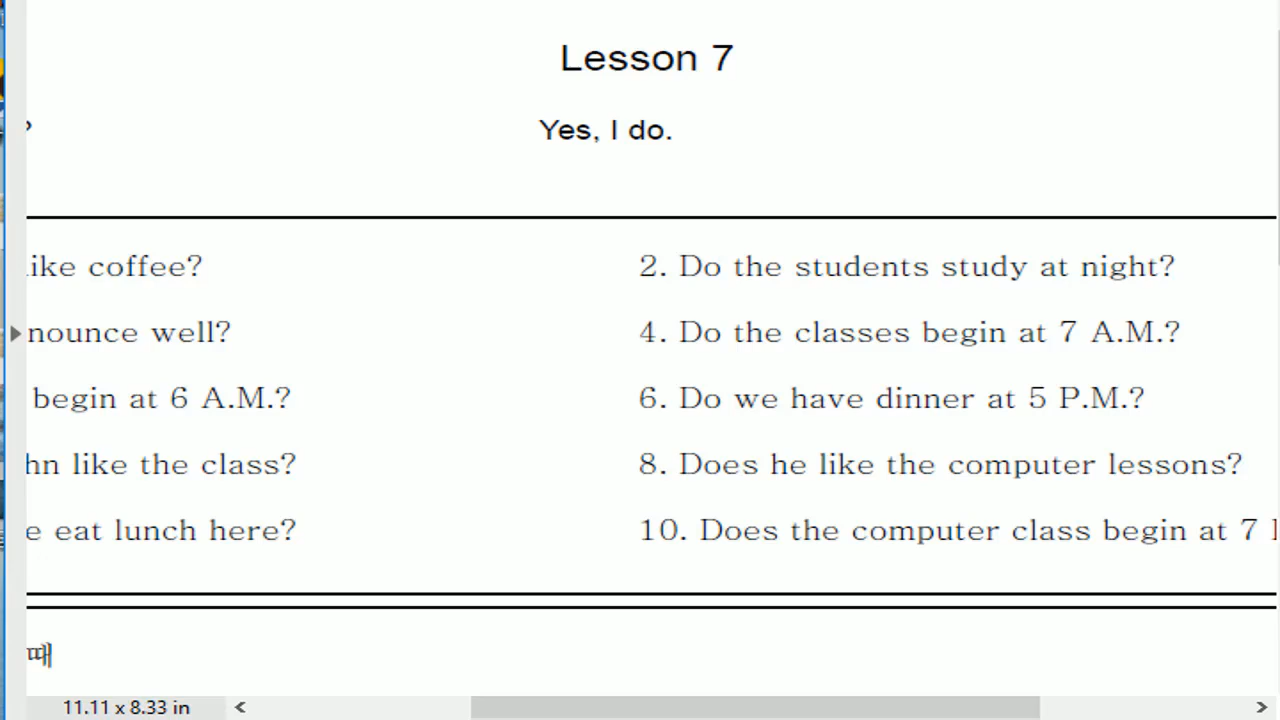 Lesson 7
?
Yes, I do.
ike coffee?
2. Do the students study at night?
nounce well?
4. Do the classes begin at 7 A.M.?
begin at 6 A.M.?
6. Do we have dinner at 5 P.M.?
hn like the class?
8. Does he like the computer lessons?
e eat lunch here?
10. Does the computer class begin at 7
11.11 x 8.33 in